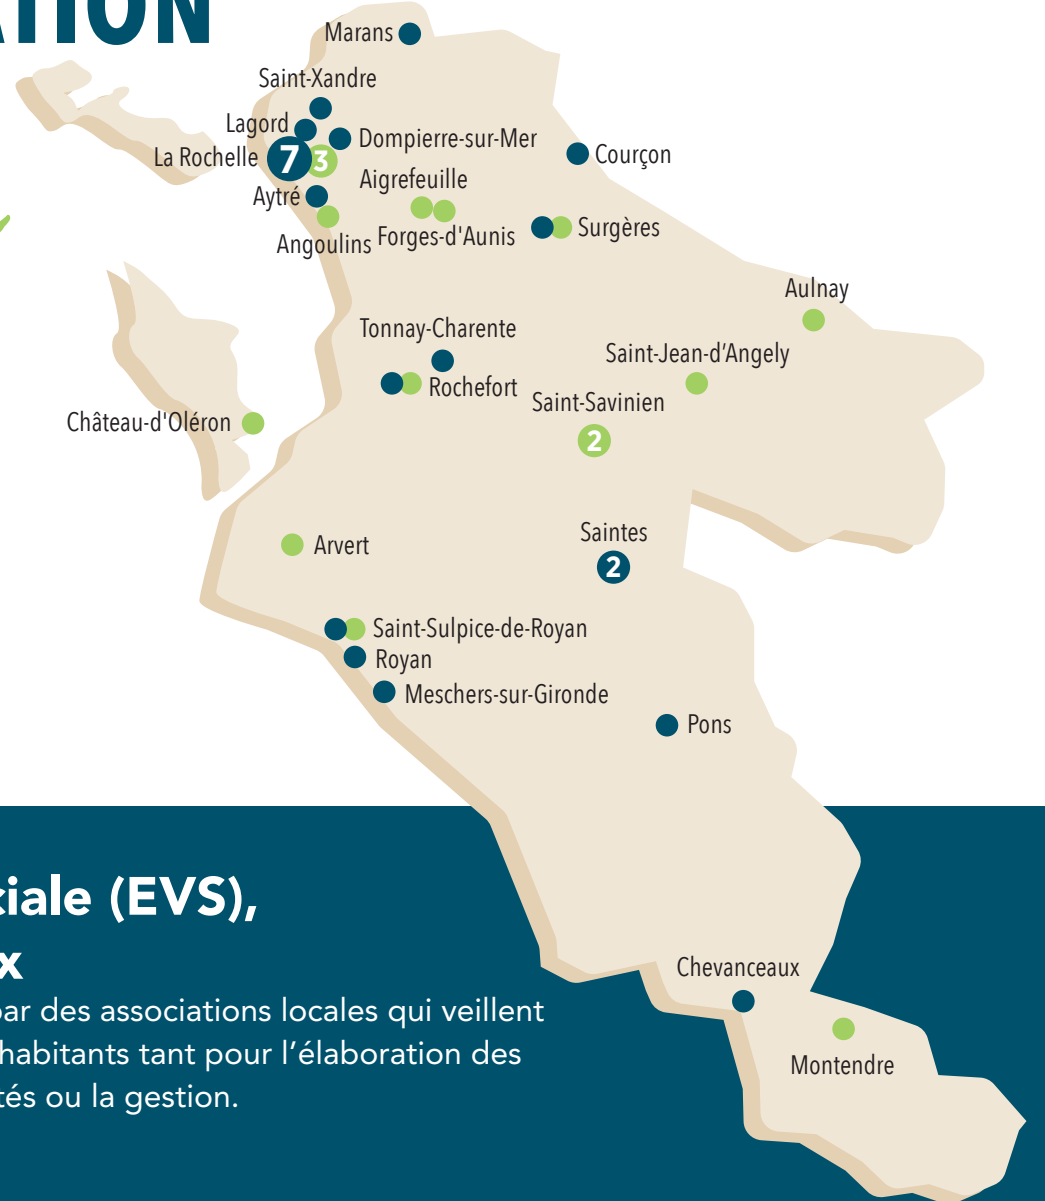 ATION
Marans
Saint-Xandre
Lagord
Dompierre-sur-Mer
La Rochelle 7 3
Courçon
Aigrefeuille
Aytré
Forges-d'Aunis
Surgères
Angoulins
Aulnay
Tonnay-Charente
Saint-Jean-d’Angely
Rochefort
Saint-Savinien
2
Château-d'Oléron
Saintes
2
Arvert
Saint-Sulpice-de-Royan
Royan
Meschers-sur-Gironde
Pons
ciale (EVS),
x
par des associations locales qui veillent
habitants tant pour l’élaboration des
tés ou la gestion.
Chevanceaux
Montendre